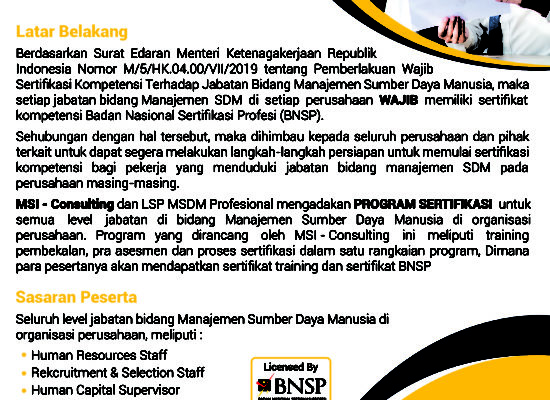 Latar Belakang
Berdasarkan Surat Edaran Menteri Ketenagakerjaan Republik
Indonesia Nomor M/5/HK.04.00/VII/2019 tentang Pemberlakuan Wajib
Sertifikasi Kompetensi Terhadap Jabatan Bidang Manajemen Sumber Daya Manusia, maka
setiap jabatan bidang Manajemen SDM di setiap perusahaan WAJIB memiliki sertifikat
kompetensi Badan Nasional Sertifikasi Profesi (BNSP).
Sehubungan dengan hal tersebut, maka dihimbau kepada seluruh perusahaan dan pihak
terkait untuk dapat segera melakukan langkah-langkah persiapan untuk memulai sertifikasi
kompetensi bagi pekerja yang menduduki jabatan bidang manajemen SDM pada
perusahaan masing-masing.
MSI - Consulting dan LSP MSDM Profesional mengadakan PROGRAM SERTIFIKASI untuk
semua level jabatan di bidang Manajemen Sumber Daya Manusia di organisasi
perusahaan. Program yang dirancang oleh MSI - Consulting ini meliputi training
pembekalan, pra asesmen dan proses sertifikasi dalam satu rangkaian program, Dimana
para pesertanya akan mendapatkan sertifikat training dan sertifikat BNSP
Sasaran Peserta
Seluruh level jabatan bidang Manajemen Sumber Daya Manusia di
organisasi perusahaan, meliputi :
• Human Resources Staff
• Rekcruitment & Selection Staff
• Human Capital Supervisor
Licensed By
BNSP